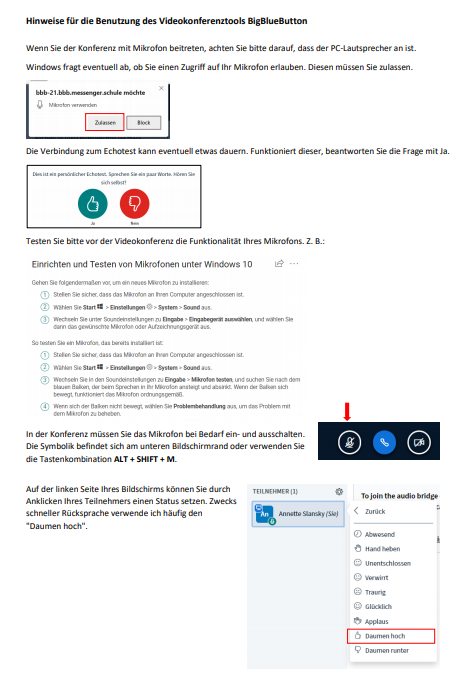 Hinweise für die Benutzung des Videokonferenztools BigBlueButton
Wenn Sie der Konferenz mit Mikrofon beitreten, achten Sie bitte darauf, dass der PC-Lautsprecher an ist.
Windows fragt eventuell ab, ob Sie einen Zugriff auf Ihr Mikrofon erlauben. Diesen müssen Sie zulassen.
bbb-21.bbb.messenger.schule möchte
Mikrofon verwenden
Zulassen
Block
Die Verbindung zum Echotest kann eventuell etwas dauern. Funktioniert dieser, beantworten Sie die Frage mit Ja.
Dies ist ein persönlicher Echotest. Sprechen Sie ein paar Worte. Hören Sie
sich selbst?
Ja
Nein
Testen Sie bitte vor der Videokonferenz die Funktionalität Ihres Mikrofons. Z. B.:
Einrichten und Testen von Mikrofonen unter Windows 10
Gehen Sie folgendermaßen vor, um ein neues Mikrofon zu installieren:
1 Stellen Sie sicher, dass das Mikrofon an Ihren Computer angeschlossen ist.
2 Wählen Sie Start > Einstellungen > System > Sound aus.
3 Wechseln Sie unter Soundeinstellungen zu Eingabe > Eingabegerät auswählen, und wählen Sie
dann das gewünschte Mikrofon oder Aufzeichnungsgerät aus.
So testen Sie ein Mikrofon, das bereits installiert ist:
1 Stellen Sie sicher, dass das Mikrofon an Ihren Computer angeschlossen ist.
2 Wählen Sie Start > Einstellungen > System > Sound aus.
3 Wechseln Sie in den Soundeinstellungen zu Eingabe > Mikrofon testen, und suchen Sie nach dem
blauen Balken, der beim Sprechen in Ihr Mikrofon ansteigt und absinkt. Wenn der Balken sich
bewegt, funktioniert das Mikrofon ordnungsgemäß.
4 Wenn sich der Balken nicht bewegt, wählen Sie Problembehandlung aus, um das Problem mit
dem Mikrofon zu beheben.
In der Konferenz müssen Sie das Mikrofon bei Bedarf ein- und ausschalten.
Die Symbolik befindet sich am unteren Bildschirmrand oder verwenden Sie
die Tastenkombination ALT + SHIFT + M.
Auf der linken Seite Ihres Bildschirms können Sie durch
Anklicken Ihres Teilnehmers einen Status setzen. Zwecks
schneller Rücksprache verwende ich häufig den
"Daumen hoch".
TEILNEHMER (1)
An
Annette Slansky (Sie)
To join the audio bridge
Zurück
Abwesend
Hand heben
Unentschlossen
Verwirrt
Traurig
Glücklich
Applaus
Daumen hoch
Daumen runter